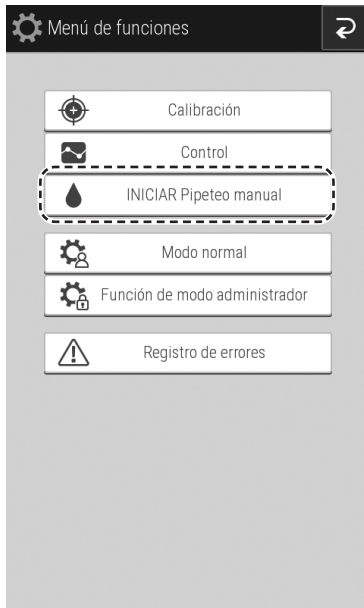 Menú de funciones
Calibración
Control
INICIAR Pipeteo manual
Modo normal
Función de modo administrador
Registro de errores